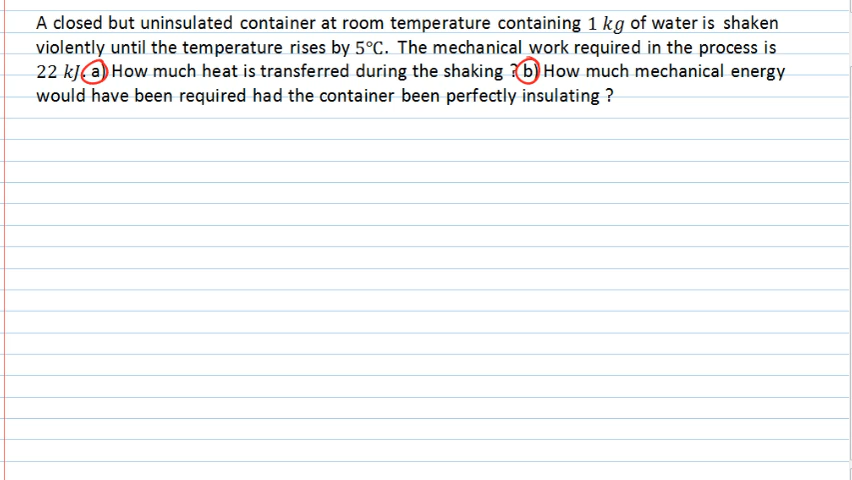 A closed but uninsulated container at room temperature containing 1 kg of water is shaken
violently until the temperature rises by 5°C. The mechanical work required in the process is
22 kJ. a) How much heat is transferred during the shaking ? b) How much mechanical energy
would have been required had the container been perfectly insulating ?